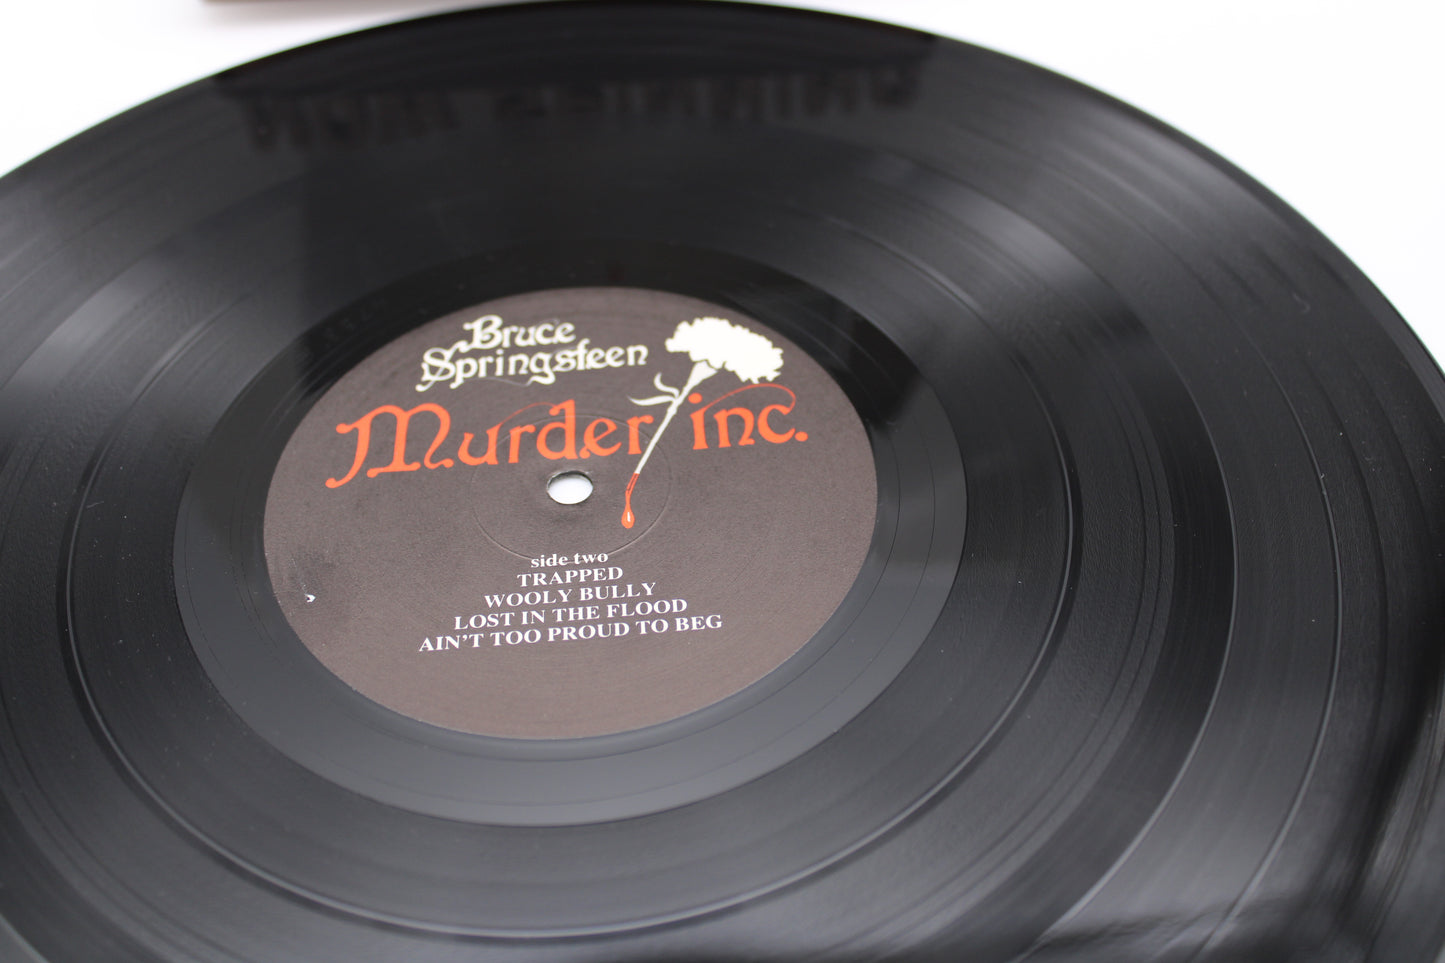 Bruce
Springsteen
Murder inc.
side two
TRAPPED
WOOLY BULLY
LOST IN THE FLOOD
AIN'T TOO PROUD TO BEG